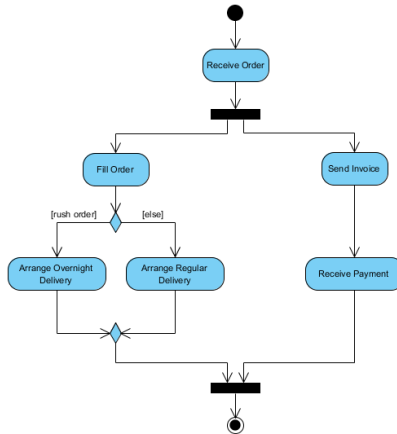 Receive Order
Fill Order
Send Invoice
[rush order]
[else]
Arrange Overnight
Delivery
Arrange Regular
Delivery
Receive Payment